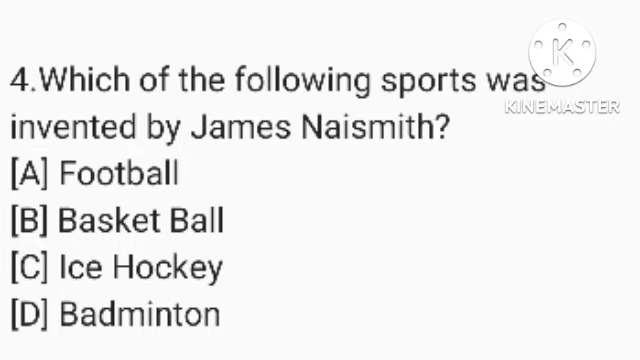 4.Which of the following sports was
invented by James Naismith?
[A] Football
[B] Basket Ball
[C] Ice Hockey
[D] Badminton
K
KINEMASTER